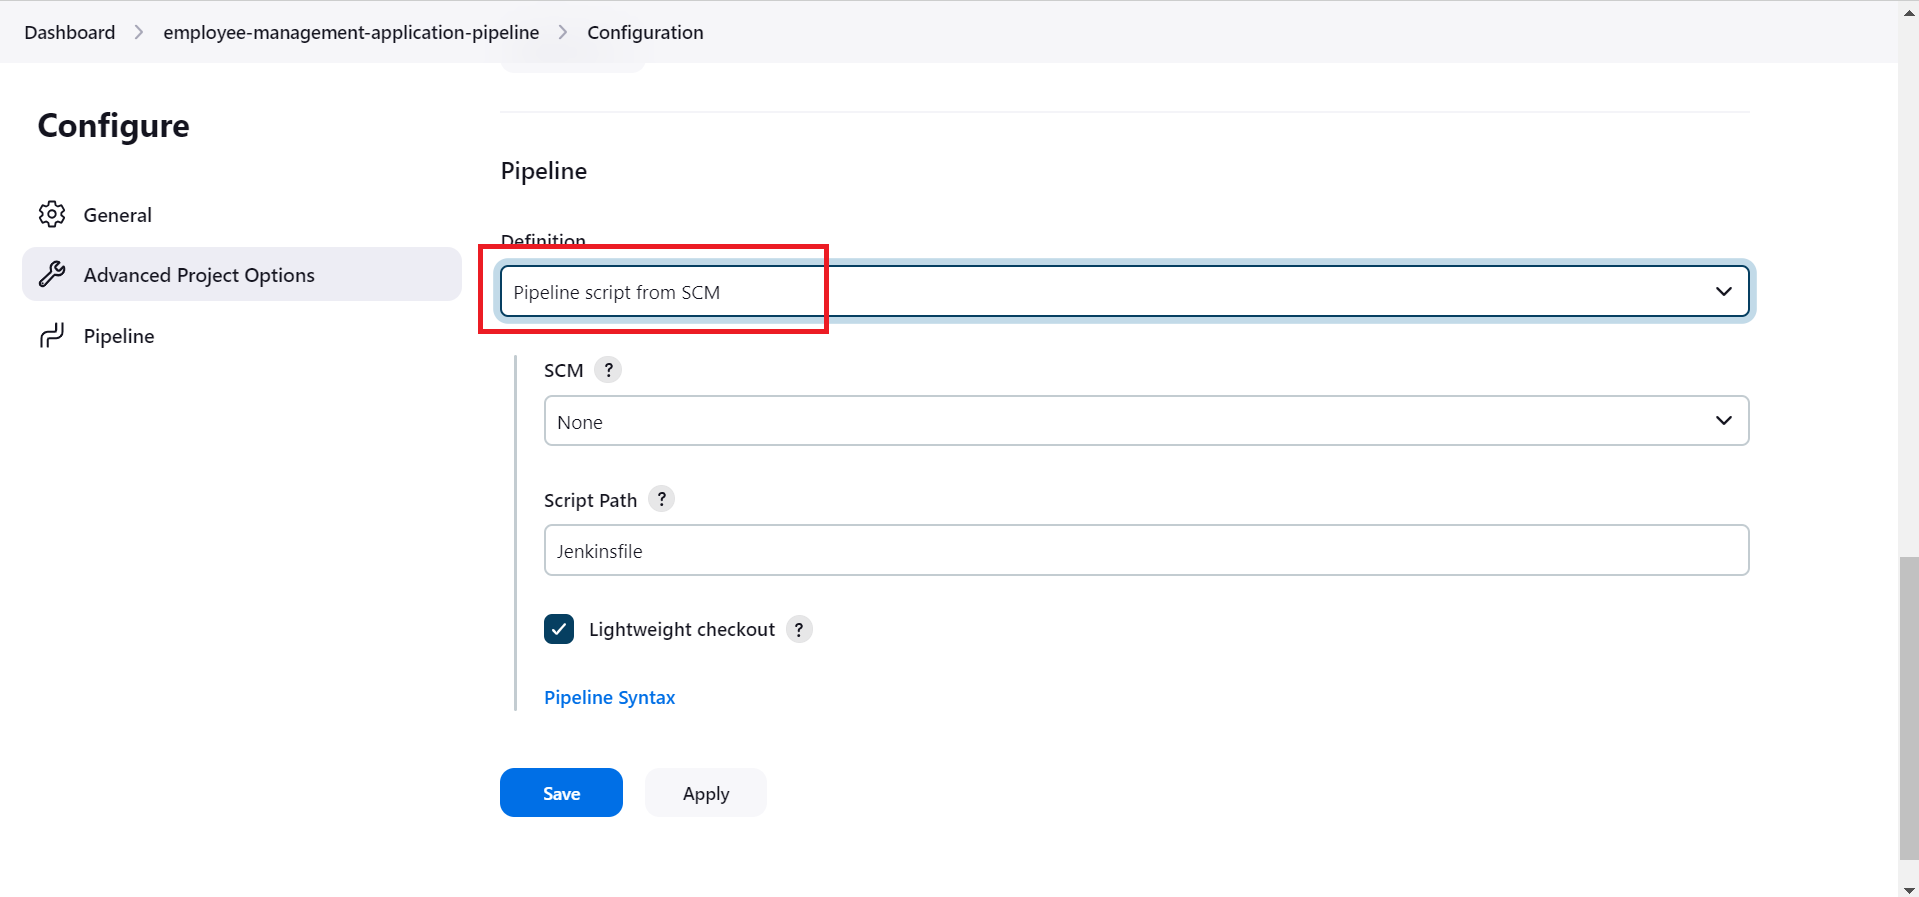 Dashboard > employee-management-application-pipeline > Configuration
Configure
General
Advanced Project Options
Pipeline
Pipeline
Definition
Pipeline script from SCM
SCM ?
None
Script Path ?
Jenkinsfile
Lightweight checkout ?
Pipeline Syntax
Save Apply